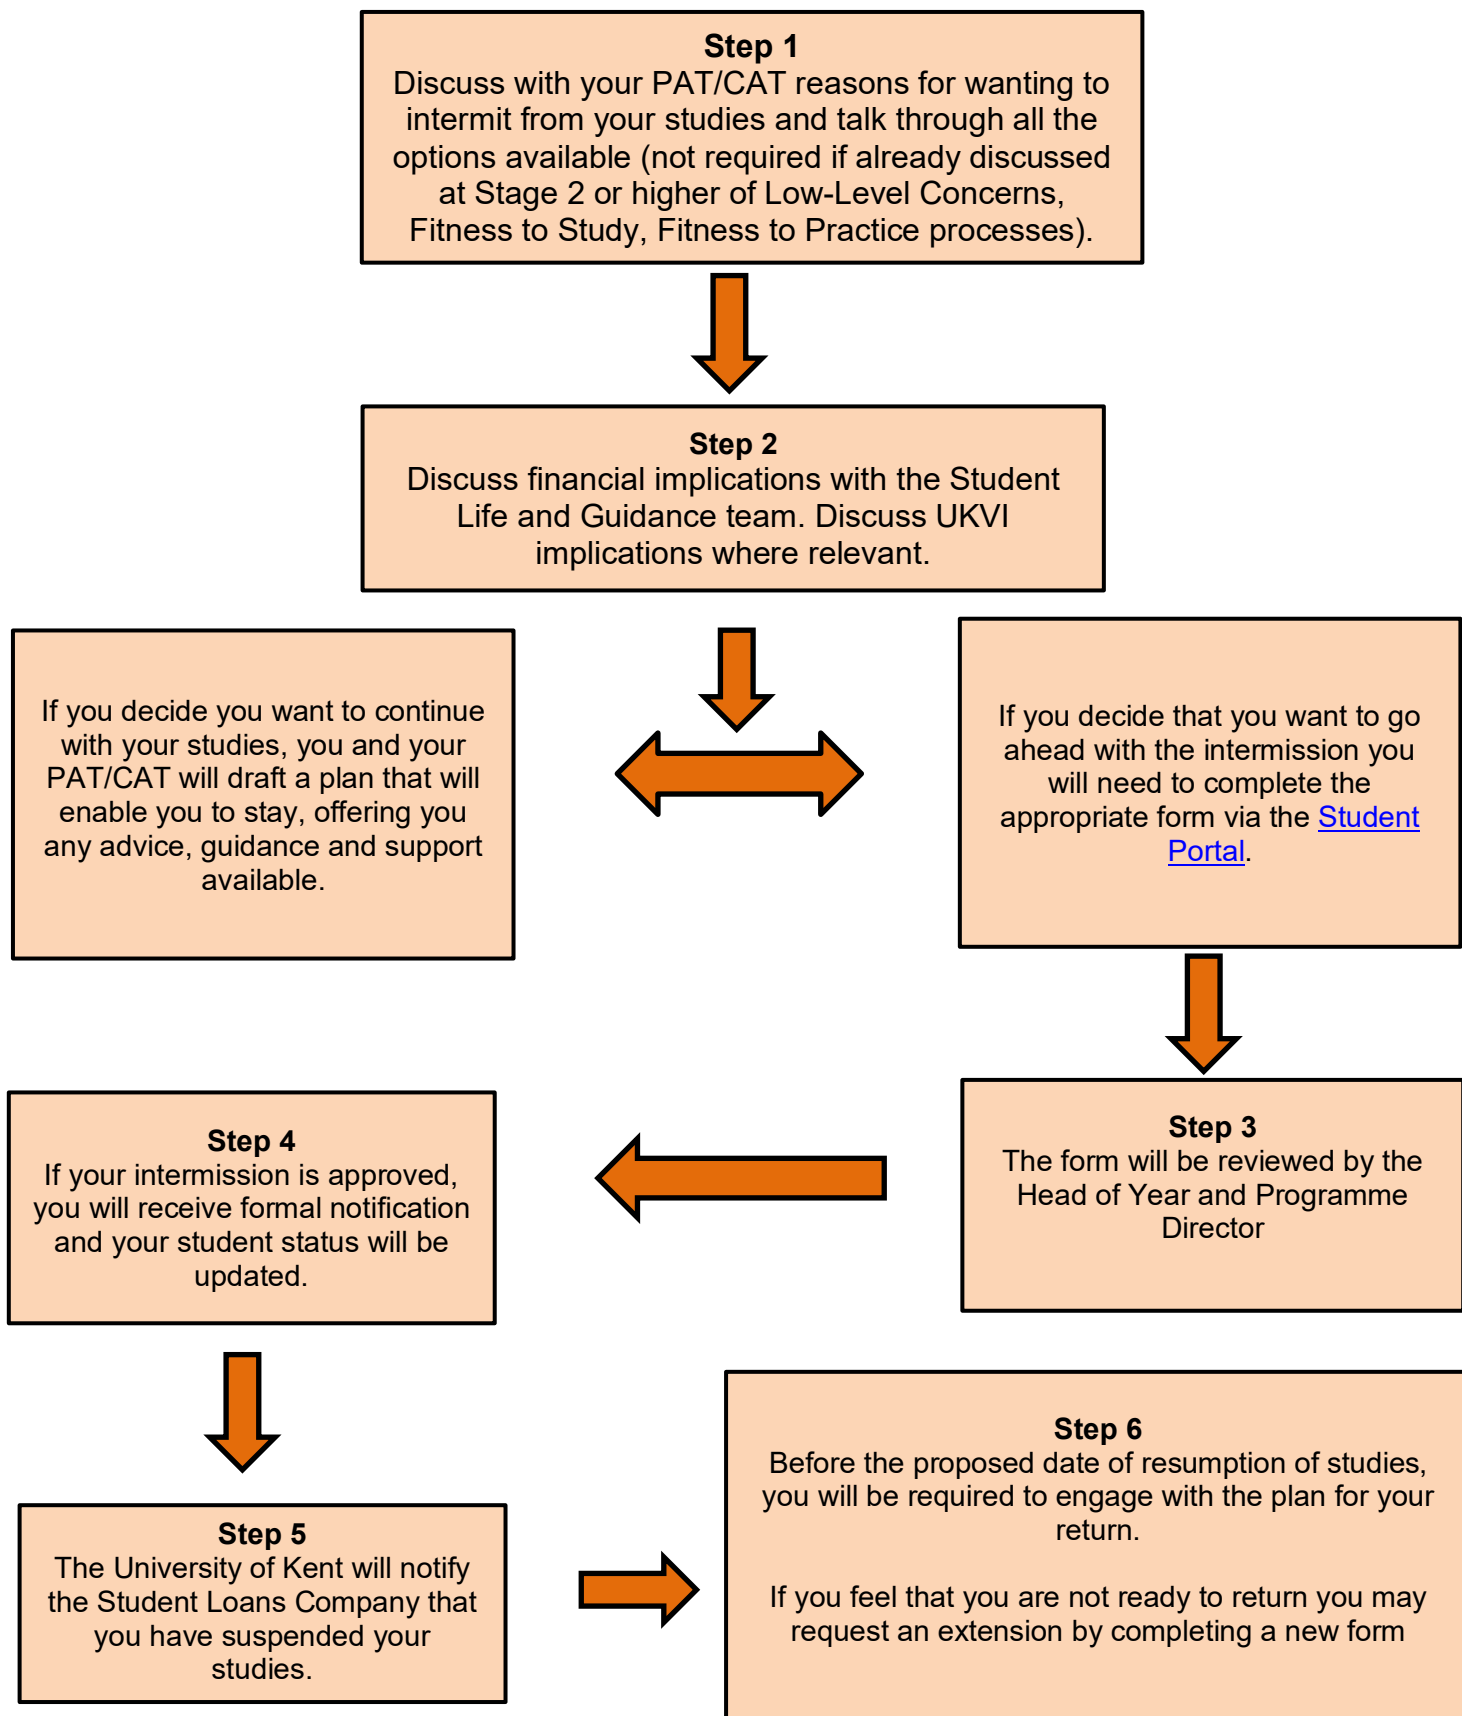 Step 1
Discuss with your PAT/CAT reasons for wanting to
intermit from your studies and talk through all the
options available (not required if already discussed
at Stage 2 or higher of Low-Level Concerns,
Fitness to Study, Fitness to Practice processes).
Step 2
Discuss financial implications with the Student
Life and Guidance team. Discuss UKVI
implications where relevant.
If you decide you want to continue
with your studies, you and your
PAT/CAT will draft a plan that will
enable you to stay, offering you
any advice, guidance and support
available.
If you decide that you want to go
ahead with the intermission you
will need to complete the
appropriate form via the Student
Portal.
Step 3
The form will be reviewed by the
Head of Year and Programme
Director
Step 4
If your intermission is approved,
you will receive formal notification
and your student status will be
updated.
Step 5
The University of Kent will notify
the Student Loans Company that
you have suspended your
studies.
Step 6
Before the proposed date of resumption of studies,
you will be required to engage with the plan for your
return.
If you feel that you are not ready to return you may
request an extension by completing a new form